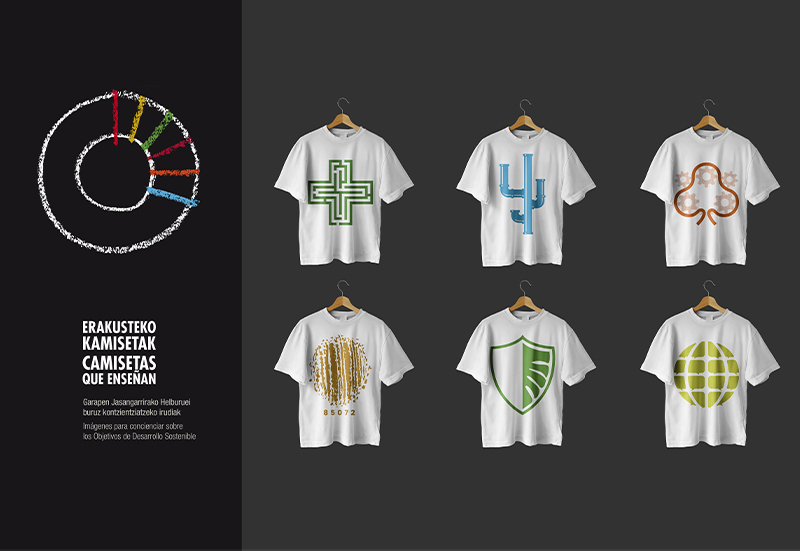 ERAKUSTEKO
KAMISETAK
CAMISETAS
QUE ENSEÑAN
Garapen Jasangarrirako Helburuei
buruz kontzientziatzeko irudiak
Imágenes para concienciar sobre
los Objetivos de Desarrollo Sostenible
85072